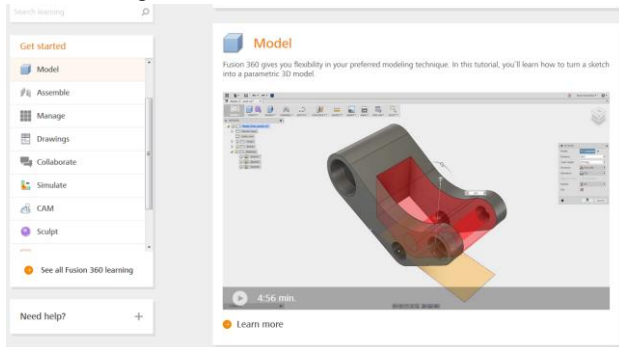 Search learning
Get started
Model
Assemble
Manage
Drawings
Collaborate
Simulate
CAM
Sculpt
See all Fusion 360 learning
Need help?
+
Model
Fusion 360 gives you flexibility in your preferred modeling technique. In this tutorial, you'll learn how to turn a sketch
into a parametric 3D model.
4:56 min.
Learn more